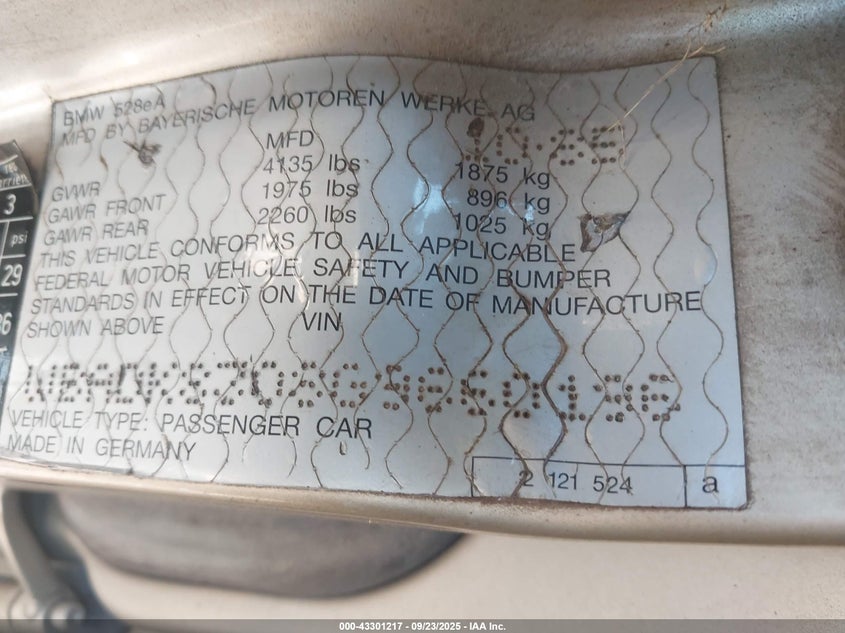 BMW 528eA
MFD BY BAYERISCHE MOTOREN WERKE AG
MFD
GVWR 4135 lbs 1875 kg
GAWR FRONT 1975 lbs 896 kg
GAWR REAR 2260 lbs 1025 kg
THIS VEHICLE CONFORMS TO ALL APPLICABLE
FEDERAL MOTOR VEHICLE SAFETY AND BUMPER
STANDARDS IN EFFECT ON THE DATE OF MANUFACTURE
SHOWN ABOVE VIN
VEHICLE TYPE: PASSENGER CAR
MADE IN GERMANY
2 121 524 a
3
psi
29
000-43301217 - 09/23/2025 - IAA Inc.